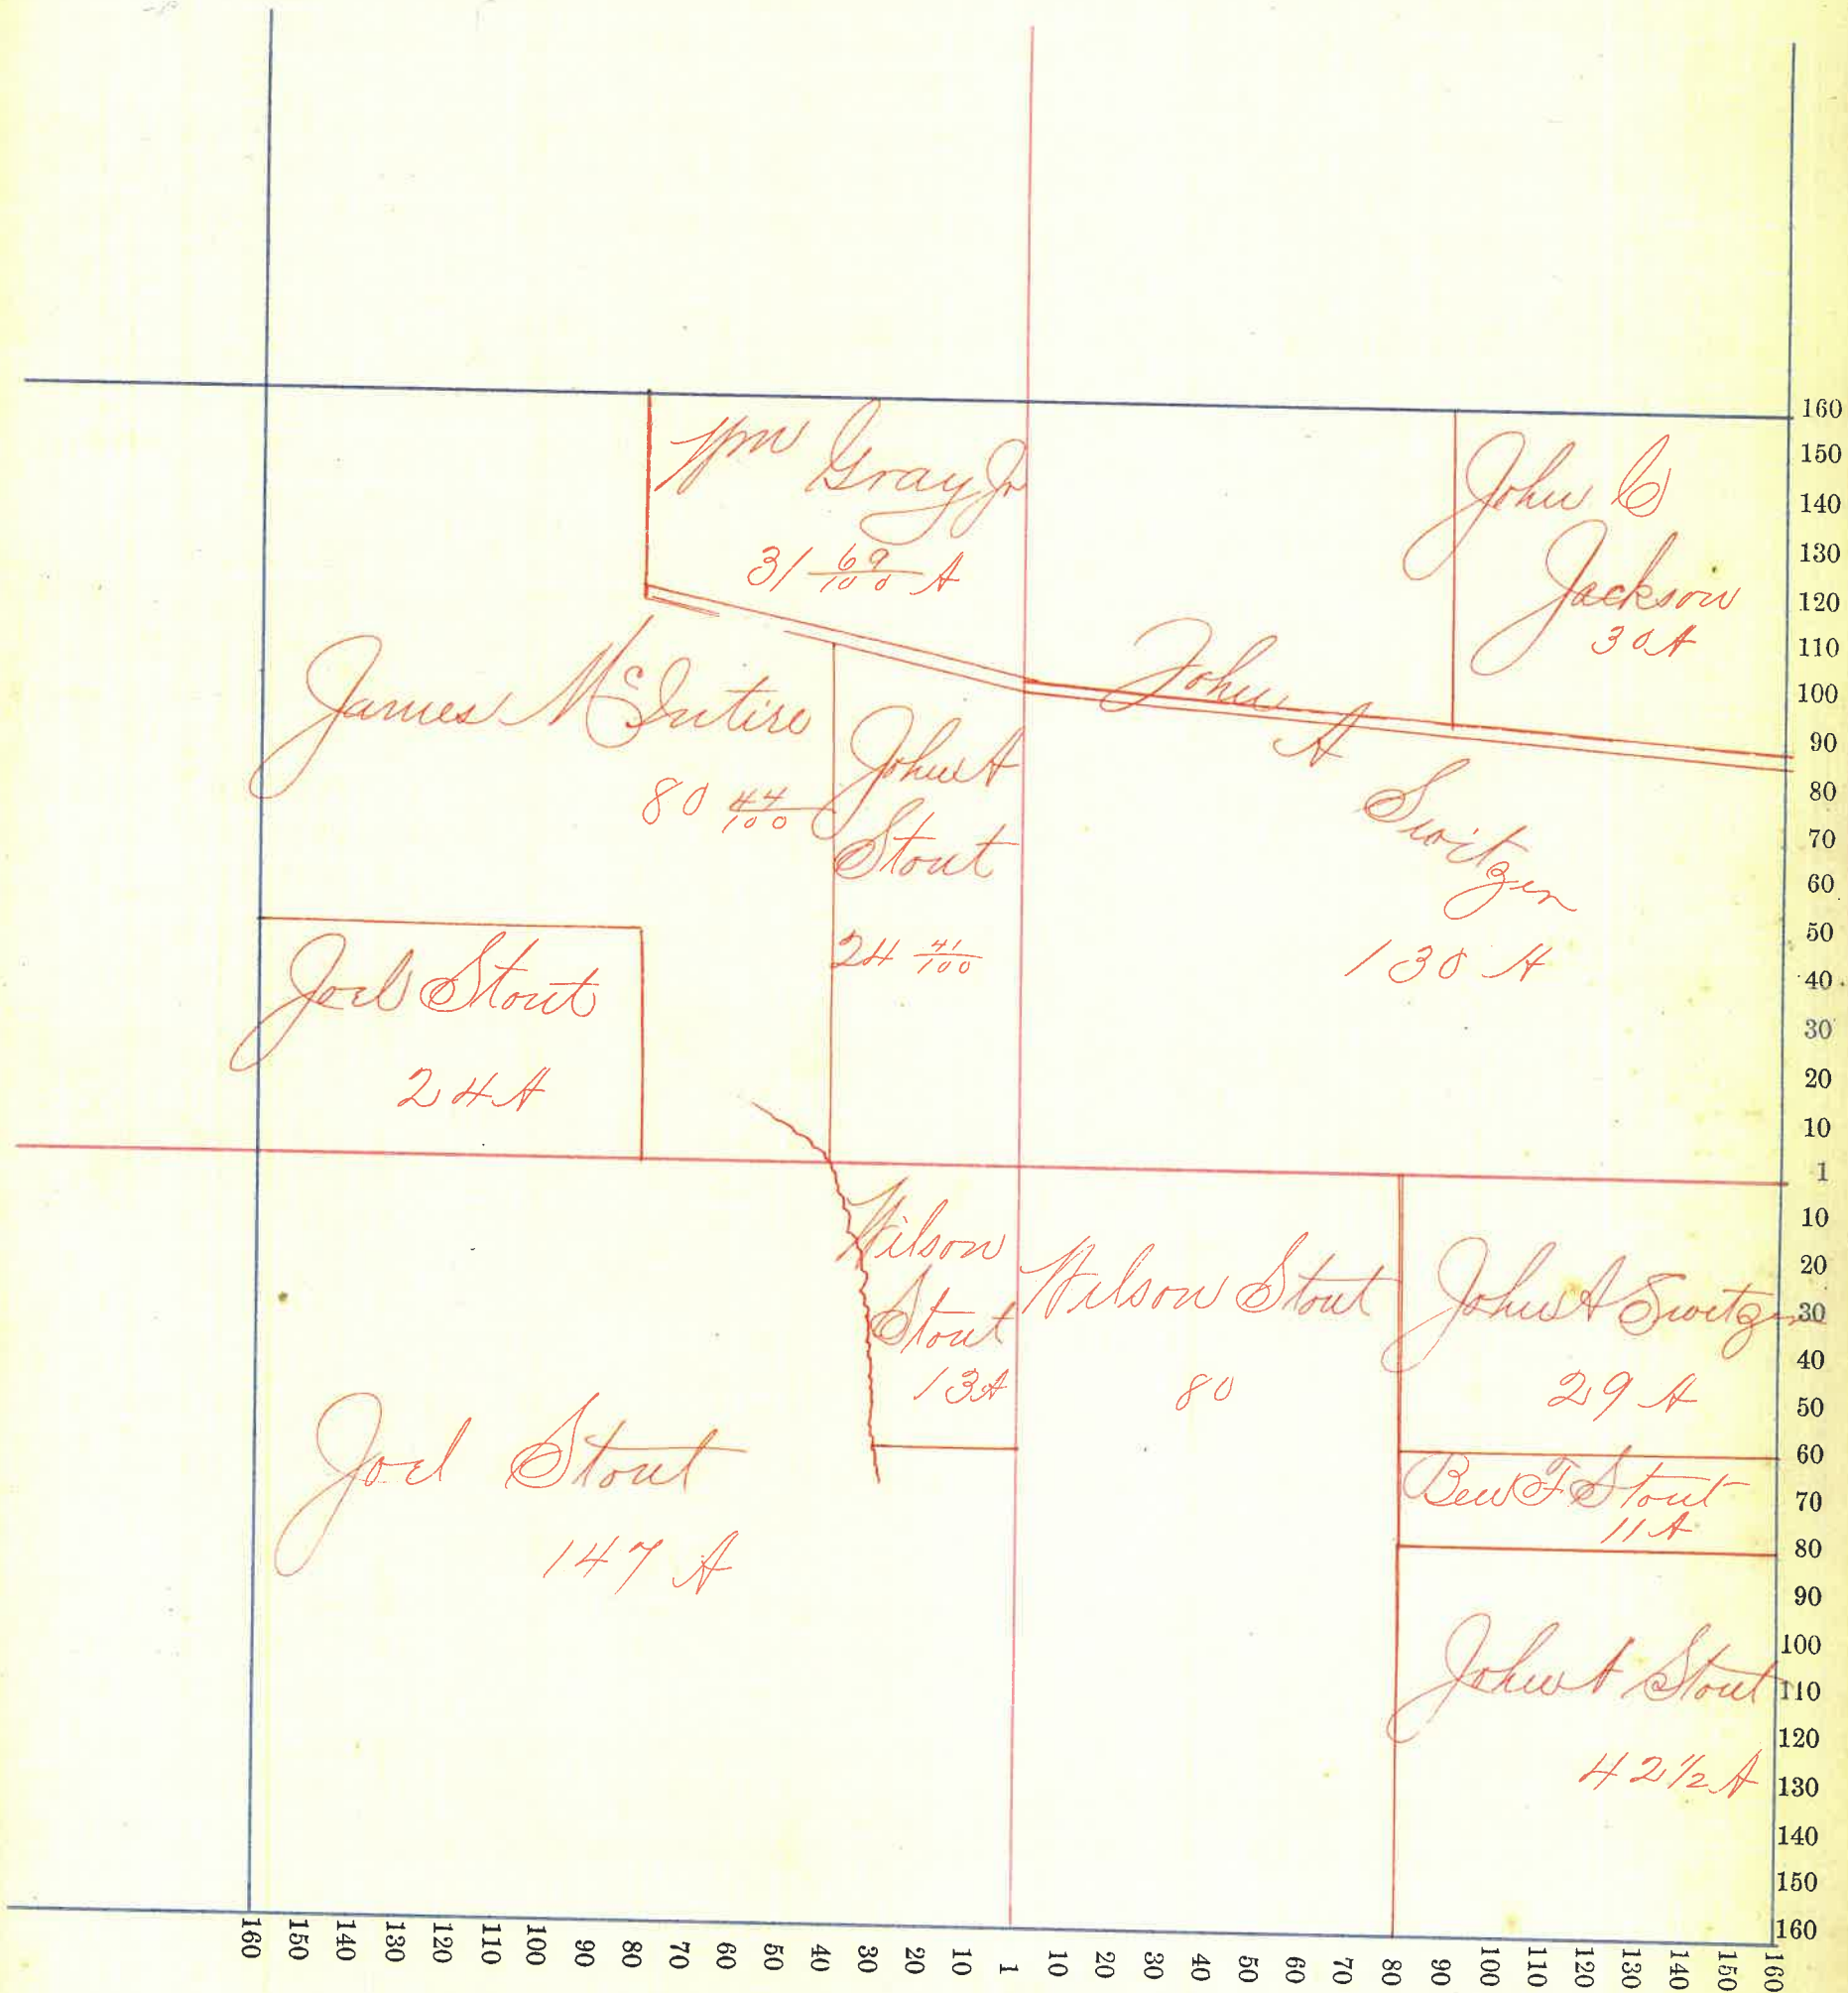 Wm Gray Jr
31 69/100 A
John C
Jackson
30 A
James McIntire
80 44/100
John A
Stout
24 41/100
John
A
Switzer
130 A
Joel Stout
24 A
Wilson
Stout
13 A
Wilson Stout
80
John A Switzer
29 A
Ben F Stout
11 A
Joel Stout
147 A
John A Stout
42 1/2 A
160
150
140
130
120
110
100
90
80
70
60
50
40
30
20
10
1
10
20
30
40
50
60
70
80
90
100
110
120
130
140
150
160
160 150 140 130 120 110 100 90 80 70 60 50 40 30 20 10 1 10 20 30 40 50 60 70 80 90 100 110 120 130 140 150 160